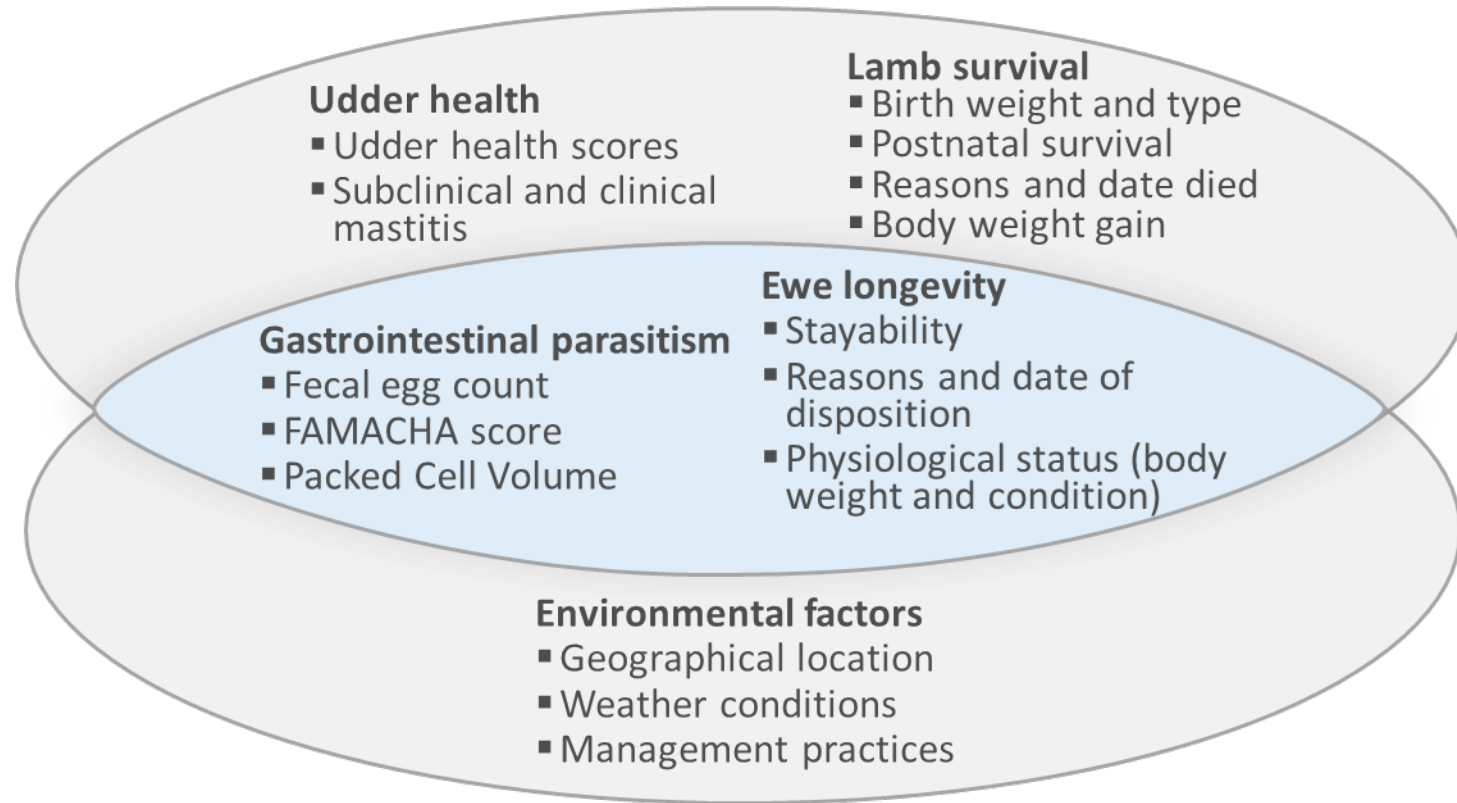 Udder health
▪ Udder health scores
▪ Subclinical and clinical
mastitis
Lamb survival
▪ Birth weight and type
▪ Postnatal survival
▪ Reasons and date died
▪ Body weight gain
Gastrointestinal parasitism
▪ Fecal egg count
▪ FAMACHA score
▪ Packed Cell Volume
Ewe longevity
▪ Stayability
▪ Reasons and date of
disposition
▪ Physiological status (body
weight and condition)
Environmental factors
▪ Geographical location
▪ Weather conditions
▪ Management practices